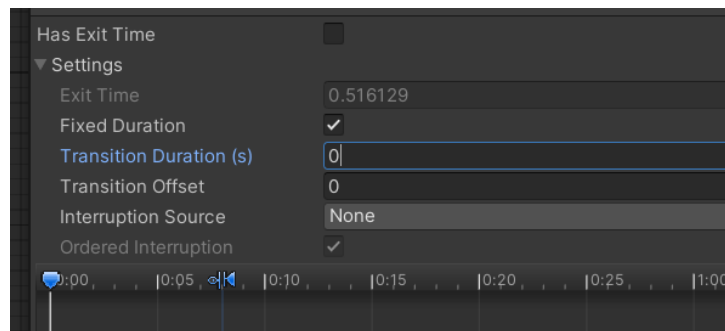 Has Exit Time
Settings
Exit Time 0.516129
Fixed Duration
Transition Duration (s) 0
Transition Offset 0
Interruption Source None
Ordered Interruption
0:00 0:05 0:10 0:15 0:20 0:25 1:00